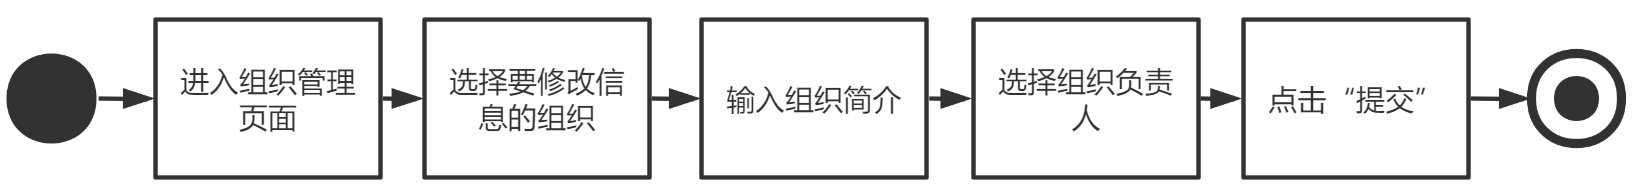 进入组织管理
页面
选择要修改信
息的组织
输入组织简介
选择组织负责
人
点击“提交”